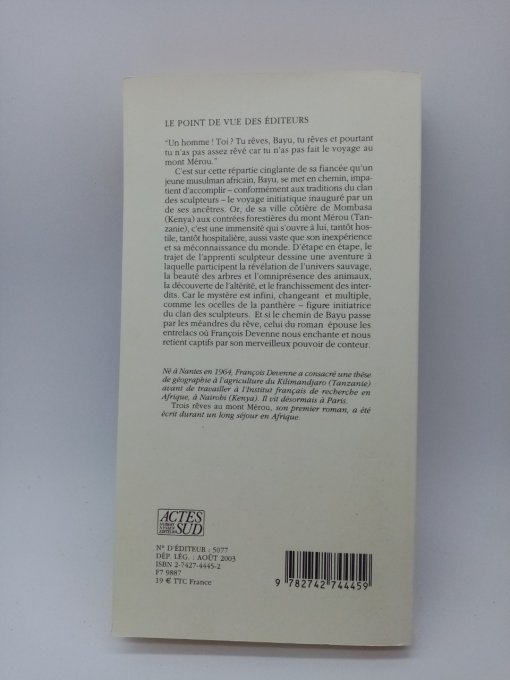 LE POINT DE VUE DES ÉDITEURS
"Un homme ! Toi ? Tu rêves, Bayu, tu rêves et pourtant
tu n'as pas assez rêvé car tu n'as pas fait le voyage au
mont Mérou."
C'est sur cette répartie cinglante de sa fiancée qu'un
jeune musulman africain, Bayu, se met en chemin, impa-
tient d'accomplir – conformément aux traditions du clan
des sculpteurs – le voyage initiatique inauguré par un
de ses ancêtres. Or, de sa ville côtière de Mombasa
(Kenya) aux contrées forestières du mont Mérou (Tan-
zanie), c'est une immensité qui s'ouvre à lui, tantôt hos-
tile, tantôt hospitalière, aussi vaste que son inexpérience
et sa méconnaissance du monde. D'étape en étape, le
trajet de l'apprenti sculpteur dessine une aventure à
laquelle participent la révélation de l'univers sauvage,
la beauté des arbres et l'omniprésence des animaux,
la découverte de l'altérité, et le franchissement des inter-
dits. Car le mystère est infini, changeant et multiple,
comme les ocelles de la panthère – figure initiatrice
du clan des sculpteurs. Et si le chemin de Bayu passe
par les méandres du rêve, celui du roman épouse les
entrelacs où François Devenne nous enchante et nous
retient captifs par son merveilleux pouvoir de conteur.
Né à Nantes en 1964, François Devenne a consacré une thèse
de géographie à l'agriculture du Kilimandjaro (Tanzanie)
avant de travailler à l'Institut français de recherche en
Afrique, à Nairobi (Kenya). Il vit désormais à Paris.
Trois rêves au mont Mérou, son premier roman, a été
écrit durant un long séjour en Afrique.
ACTES
SUD
N° D'ÉDITEUR : 5077
DÉP. LÉG. : AOÛT 2003
ISBN 2-7427-4445-2
F7 9887
19 € TTC France
9 782742 744459